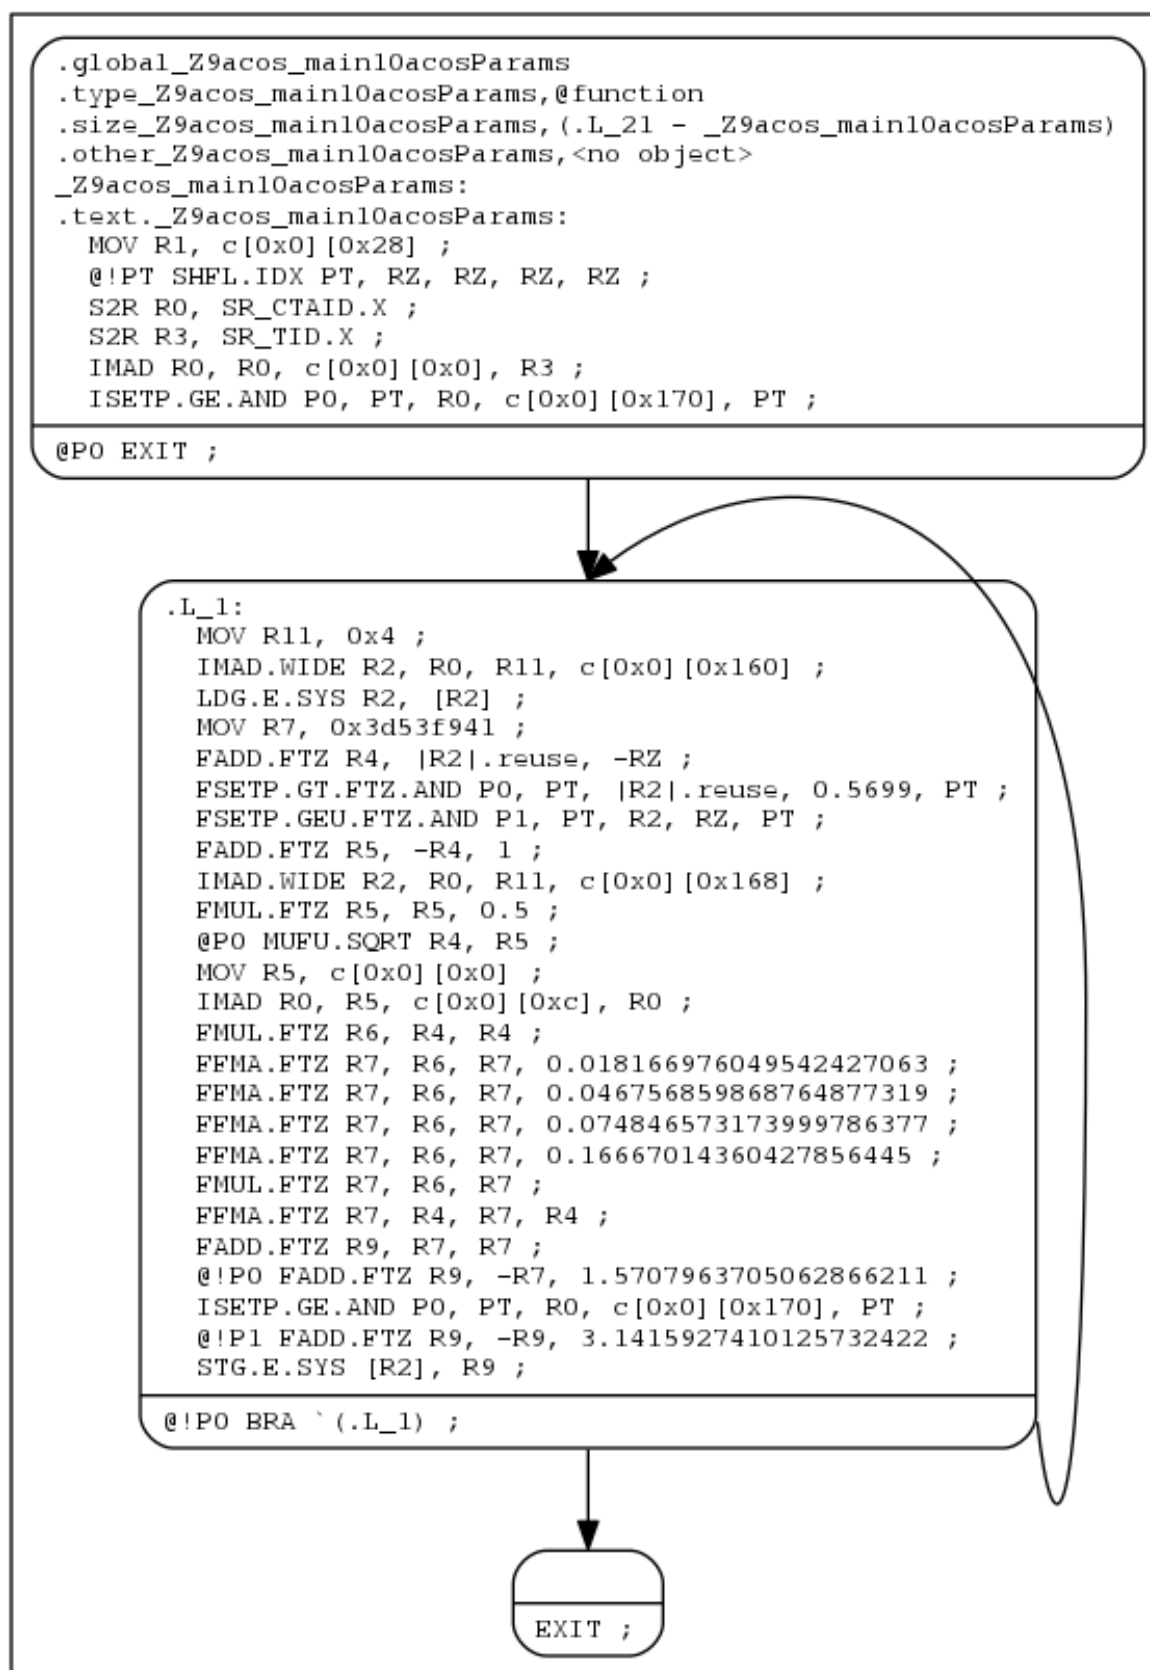 .global_Z9acos_main10acosParams
.type_Z9acos_main10acosParams,@function
.size_Z9acos_main10acosParams,(.L_21 - _Z9acos_main10acosParams)
.other_Z9acos_main10acosParams,<no object>
_Z9acos_main10acosParams:
.text._Z9acos_main10acosParams:
MOV R1, c[0x0][0x28] ;
@!PT SHFL.IDX PT, RZ, RZ, RZ, RZ ;
S2R R0, SR_CTAID.X ;
S2R R3, SR_TID.X ;
IMAD R0, R0, c[0x0][0x0], R3 ;
ISETP.GE.AND P0, PT, R0, c[0x0][0x170], PT ;
@P0 EXIT ;
.L_1:
MOV R11, 0x4 ;
IMAD.WIDE R2, R0, R11, c[0x0][0x160] ;
LDG.E.SYS R2, [R2] ;
MOV R7, 0x3d53f941 ;
FADD.FTZ R4, |R2|.reuse, -RZ ;
FSETP.GT.FTZ.AND P0, PT, |R2|.reuse, 0.5699, PT ;
FSETP.GEU.FTZ.AND P1, PT, R2, RZ, PT ;
FADD.FTZ R5, -R4, 1 ;
IMAD.WIDE R2, R0, R11, c[0x0][0x168] ;
FMUL.FTZ R5, R5, 0.5 ;
@P0 MUFU.SQRT R4, R5 ;
MOV R5, c[0x0][0x0] ;
IMAD R0, R5, c[0x0][0xc], R0 ;
FMUL.FTZ R6, R4, R4 ;
FFMA.FTZ R7, R6, R7, 0.018166976049542427063 ;
FFMA.FTZ R7, R6, R7, 0.046756859868764877319 ;
FFMA.FTZ R7, R6, R7, 0.074846573173999786377 ;
FFMA.FTZ R7, R6, R7, 0.16667014360427856445 ;
FMUL.FTZ R7, R6, R7 ;
FFMA.FTZ R7, R4, R7, R4 ;
FADD.FTZ R9, R7, R7 ;
@!P0 FADD.FTZ R9, -R7, 1.5707963705062866211 ;
ISETP.GE.AND P0, PT, R0, c[0x0][0x170], PT ;
@!P1 FADD.FTZ R9, -R9, 3.1415927410125732422 ;
STG.E.SYS [R2], R9 ;
@!P0 BRA `(.L_1) ;
EXIT ;